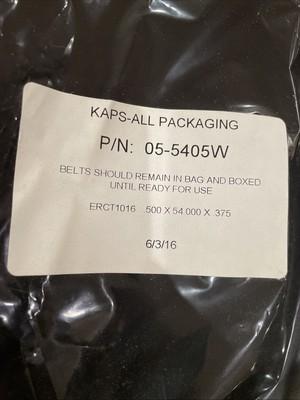 KAPS-ALL PACKAGING
P/N: 05-5405W
BELTS SHOULD REMAIN IN BAG AND BOXED
UNTIL READY FOR USE
ERCT1016 .500 X 54.000 X .375
6/3/16